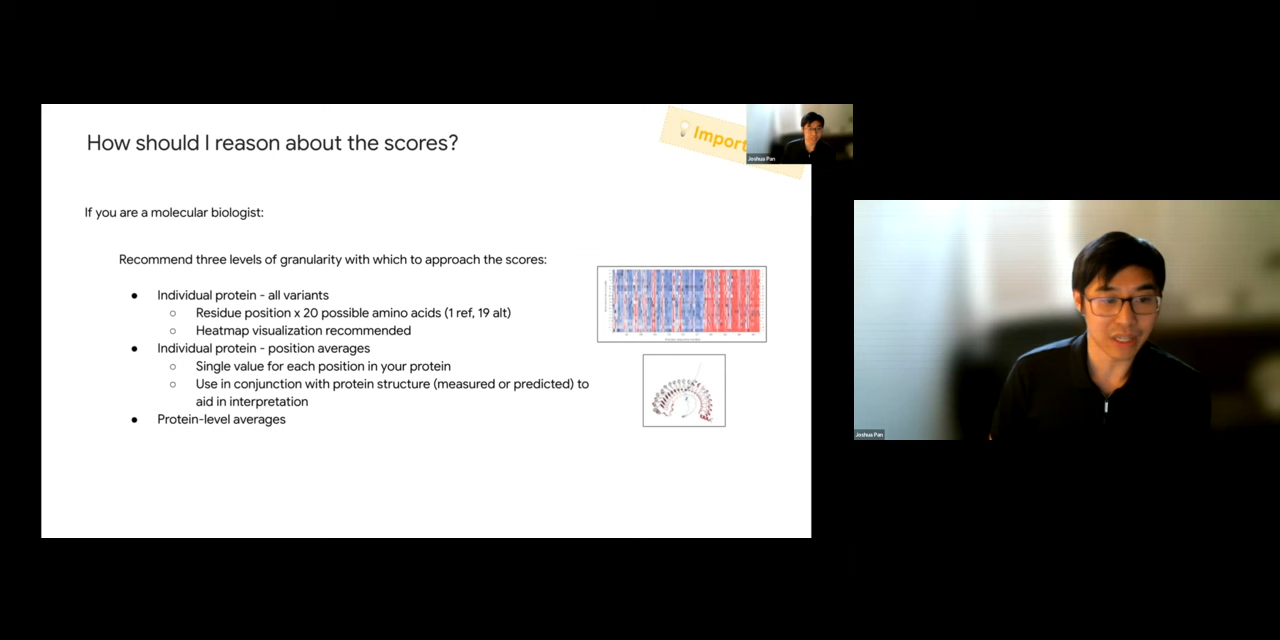 How should I reason about the scores?
Import
Joshua Pan
If you are a molecular biologist:
Recommend three levels of granularity with which to approach the scores:
● Individual protein - all variants
○ Residue position x 20 possible amino acids (1 ref, 19 alt)
○ Heatmap visualization recommended
● Individual protein - position averages
○ Single value for each position in your protein
○ Use in conjunction with protein structure (measured or predicted) to
aid in interpretation
● Protein-level averages
Joshua Pan